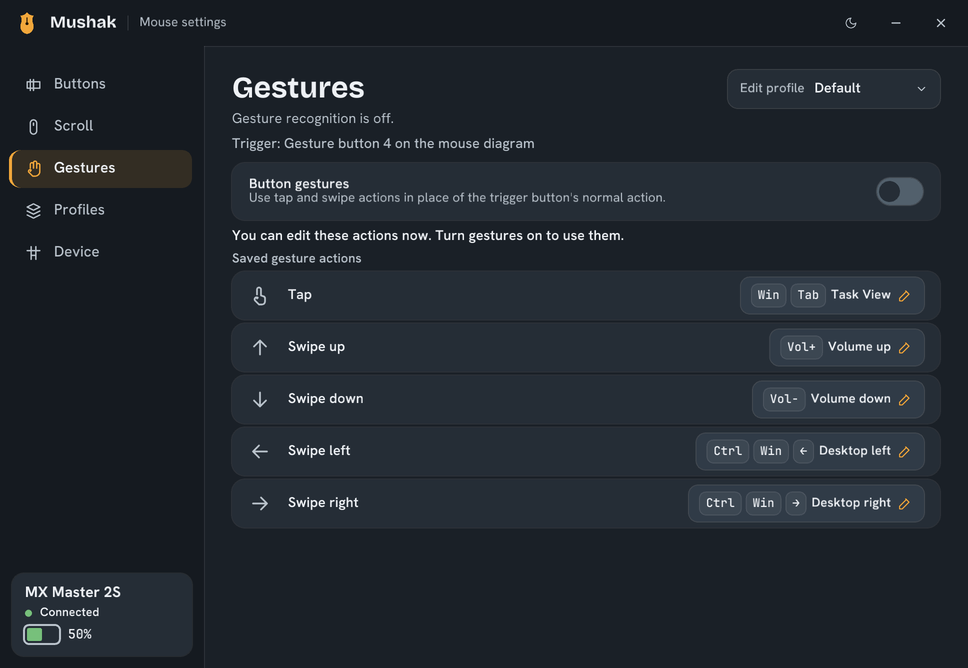 Mushak | Mouse settings
Buttons
Scroll
Gestures
Profiles
Device
MX Master 2S
Connected
50%
Gestures
Edit profile Default
Gesture recognition is off.
Trigger: Gesture button 4 on the mouse diagram
Button gestures
Use tap and swipe actions in place of the trigger button's normal action.
You can edit these actions now. Turn gestures on to use them.
Saved gesture actions
Tap Win Tab Task View
Swipe up Vol+ Volume up
Swipe down Vol- Volume down
Swipe left Ctrl Win ← Desktop left
Swipe right Ctrl Win → Desktop right